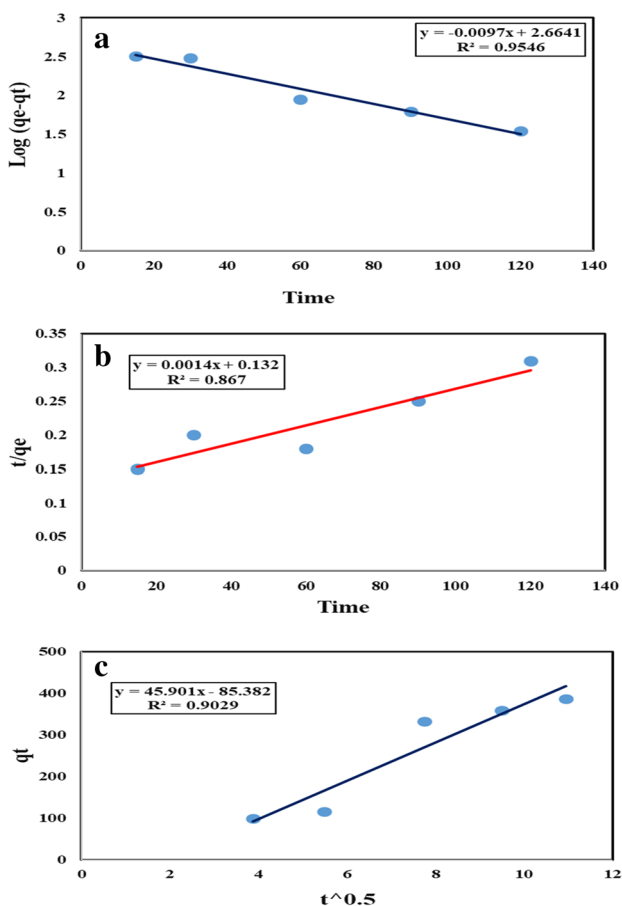 a
y = -0.0097x + 2.6641
R² = 0.9546
Log (qe-qt)
3
2.5
2
1.5
1
0.5
0
0 20 40 60 80 100 120 140
Time
b
y = 0.0014x + 0.132
R² = 0.867
t/qe
0.35
0.3
0.25
0.2
0.15
0.1
0.05
0
0 20 40 60 80 100 120 140
Time
c
y = 45.901x - 85.382
R² = 0.9029
qt
500
400
300
200
100
0
0 2 4 6 8 10 12
t^0.5